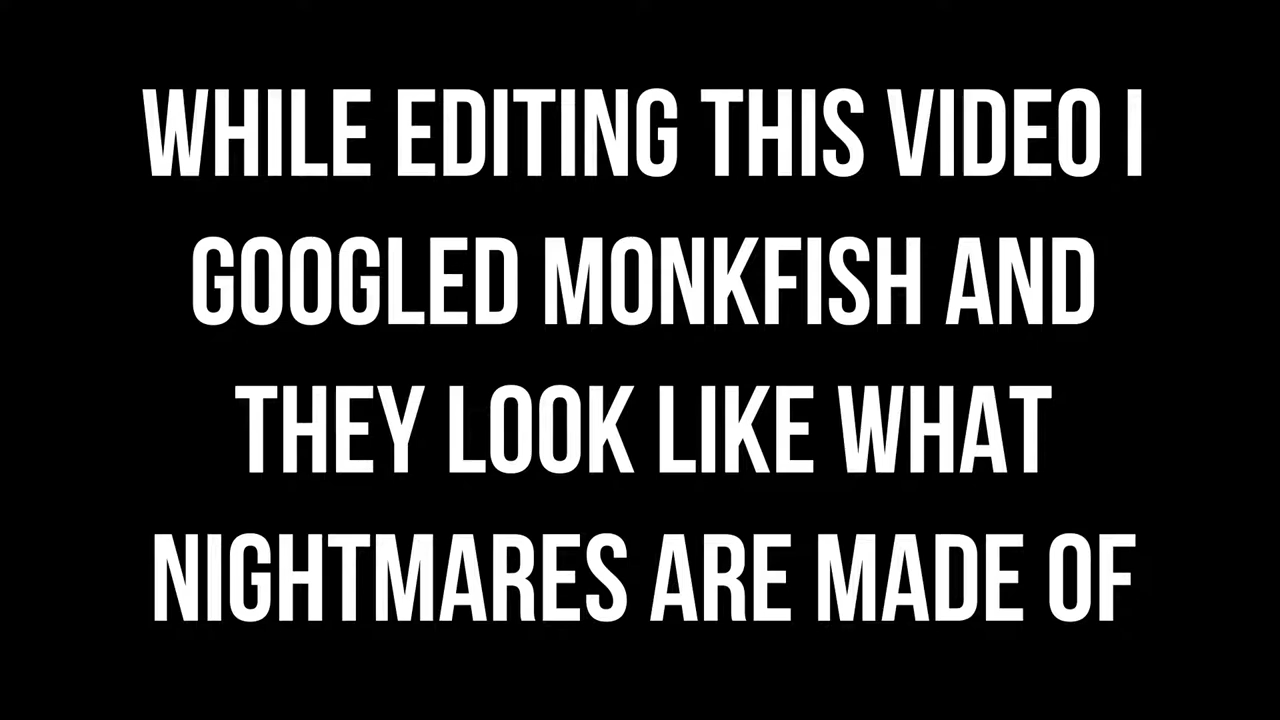 WHILE EDITING THIS VIDEO I
GOOGLED MONKFISH AND
THEY LOOK LIKE WHAT
NIGHTMARES ARE MADE OF